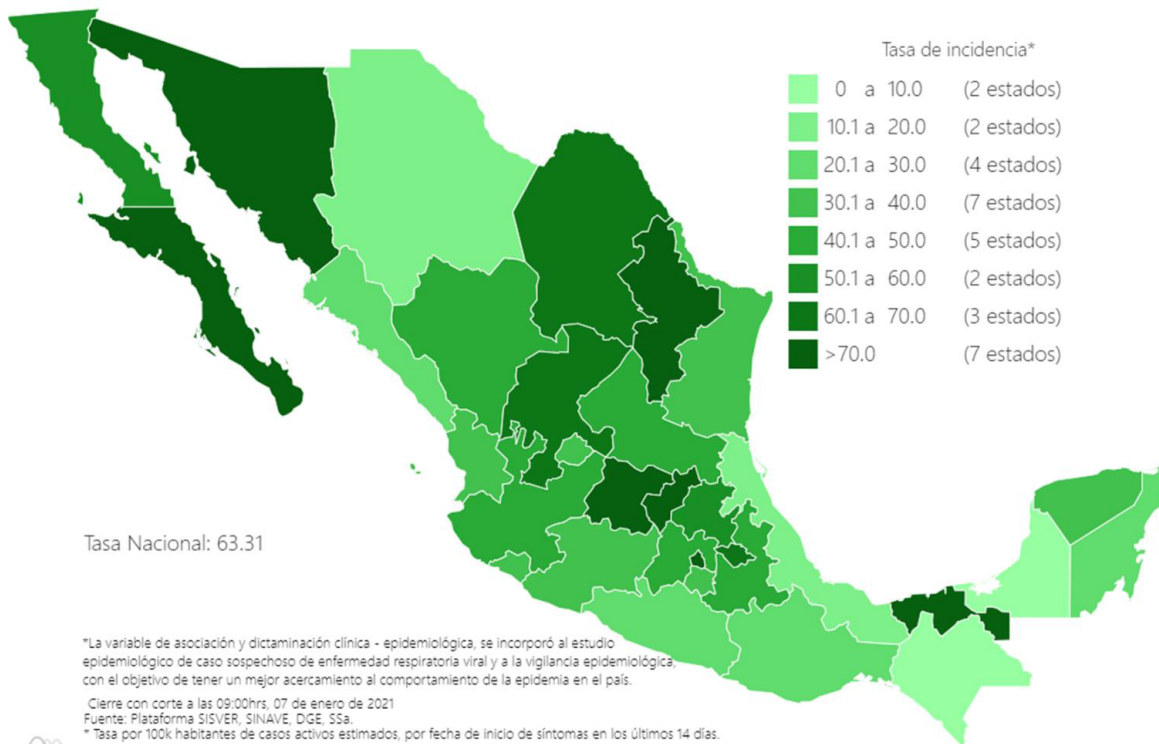 Tasa de incidencia*
0 a 10.0 (2 estados)
10.1 a 20.0 (2 estados)
20.1 a 30.0 (4 estados)
30.1 a 40.0 (7 estados)
40.1 a 50.0 (5 estados)
50.1 a 60.0 (2 estados)
60.1 a 70.0 (3 estados)
>70.0 (7 estados)
Tasa Nacional: 63.31
*La variable de asociación y dictaminación clínica - epidemiológica, se incorporó al estudio
epidemiológico de caso sospechoso de enfermedad respiratoria viral y a la vigilancia epidemiológica,
con el objetivo de tener un mejor acercamiento al comportamiento de la epidemia en el país.
Cierre con corte a las 09:00hrs, 07 de enero de 2021
Fuente: Plataforma SISVER, SINAVE, DGE, SSa.
* Tasa por 100k habitantes de casos activos estimados, por fecha de inicio de síntomas en los últimos 14 días.